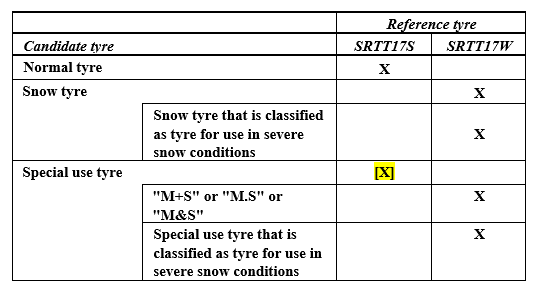 Reference tyre
Candidate tyre SRTT17S SRTT17W
Normal tyre X
Snow tyre X
Snow tyre that is classified
as tyre for use in severe X
snow conditions
Special use tyre [X]
"M+S" or "M.S" or X
"M&S"
Special use tyre that is X
classified as tyre for use in
severe snow conditions